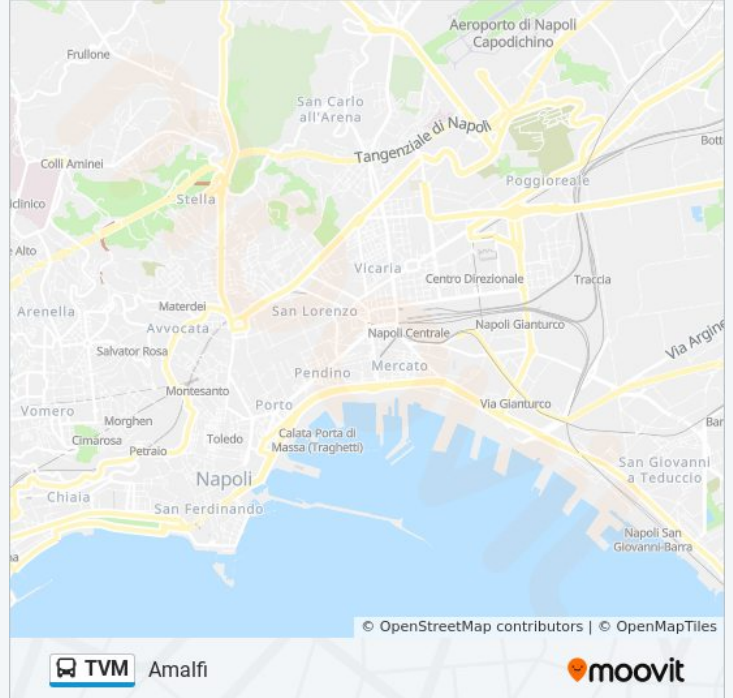 Aeroporto di Napoli
Capodichino
Frullone
San Carlo
all'Arena
Tangenziale di Napoli
Bott
Colli Aminei
Poggioreale
Stella
iclinico
e Alto
Vicaria
Centro Direzionale
Traccia
Materdei
San Lorenzo
Arenella
Avvocata
Napoli Centrale
Napoli Gianturco
Via Argine
Salvator Rosa
Pendino
Mercato
Montesanto
Via Gianturco
Vomero
Porto
Morghen
Bar
Cimarosa
Toledo
Calata Porta di
Massa (Traghetti)
Petraio
San Giovanni
a Teduccio
Napoli
Chiaia
San Ferdinando
Napoli San
Giovanni-Barra
a
© OpenStreetMap contributors | © OpenMapTiles
TVM Amalfi
moovit